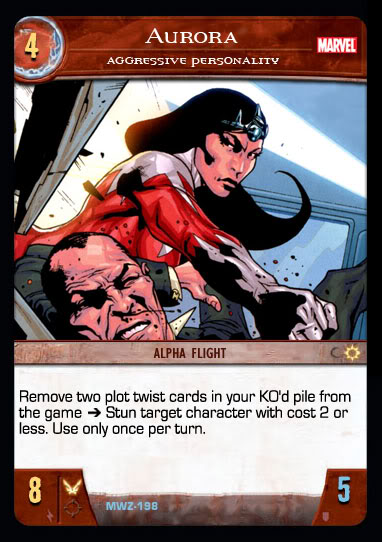 4
Aurora
Aggressive Personality
MARVEL
ALPHA FLIGHT
Remove two plot twist cards in your KO'd pile from
the game ➔ Stun target character with cost 2 or
less. Use only once per turn.
8
MWZ-198
5